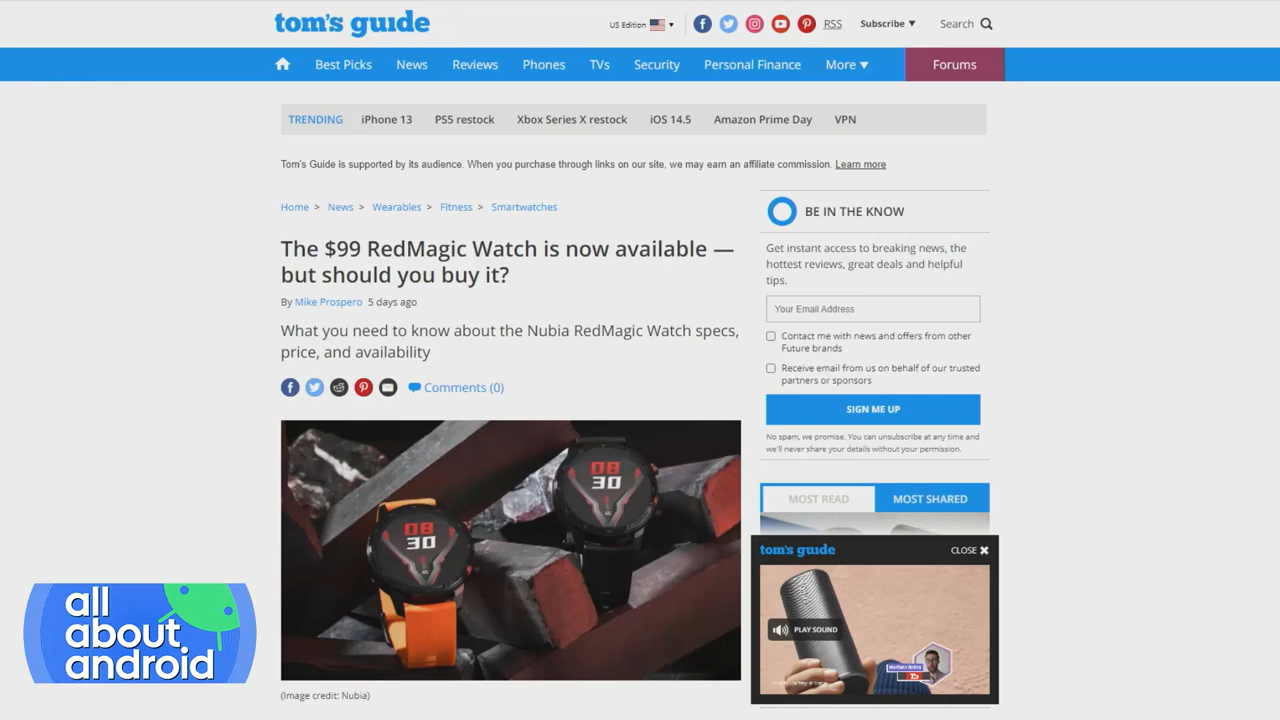 tom's guide
US Edition
RSS
Subscribe
Search
Best Picks
News
Reviews
Phones
TVs
Security
Personal Finance
More
Forums
TRENDING
iPhone 13
PS5 restock
Xbox Series X restock
iOS 14.5
Amazon Prime Day
VPN
Tom's Guide is supported by its audience. When you purchase through links on our site, we may earn an affiliate commission. Learn more
Home > News > Wearables > Fitness > Smartwatches
The $99 RedMagic Watch is now available —
but should you buy it?
By Mike Prospero 5 days ago
What you need to know about the Nubia RedMagic Watch specs,
price, and availability
Comments (0)
08
30
08
30
(Image credit: Nubia)
BE IN THE KNOW
Get instant access to breaking news, the
hottest reviews, great deals and helpful
tips.
Your Email Address
Contact me with news and offers from other
Future brands
Receive email from us on behalf of our trusted
partners or sponsors
SIGN ME UP
No spam, we promise. You can unsubscribe at any time and
we'll never share your details without your permission.
MOST READ
MOST SHARED
tom's guide
CLOSE
PLAY SOUND
all
about
android